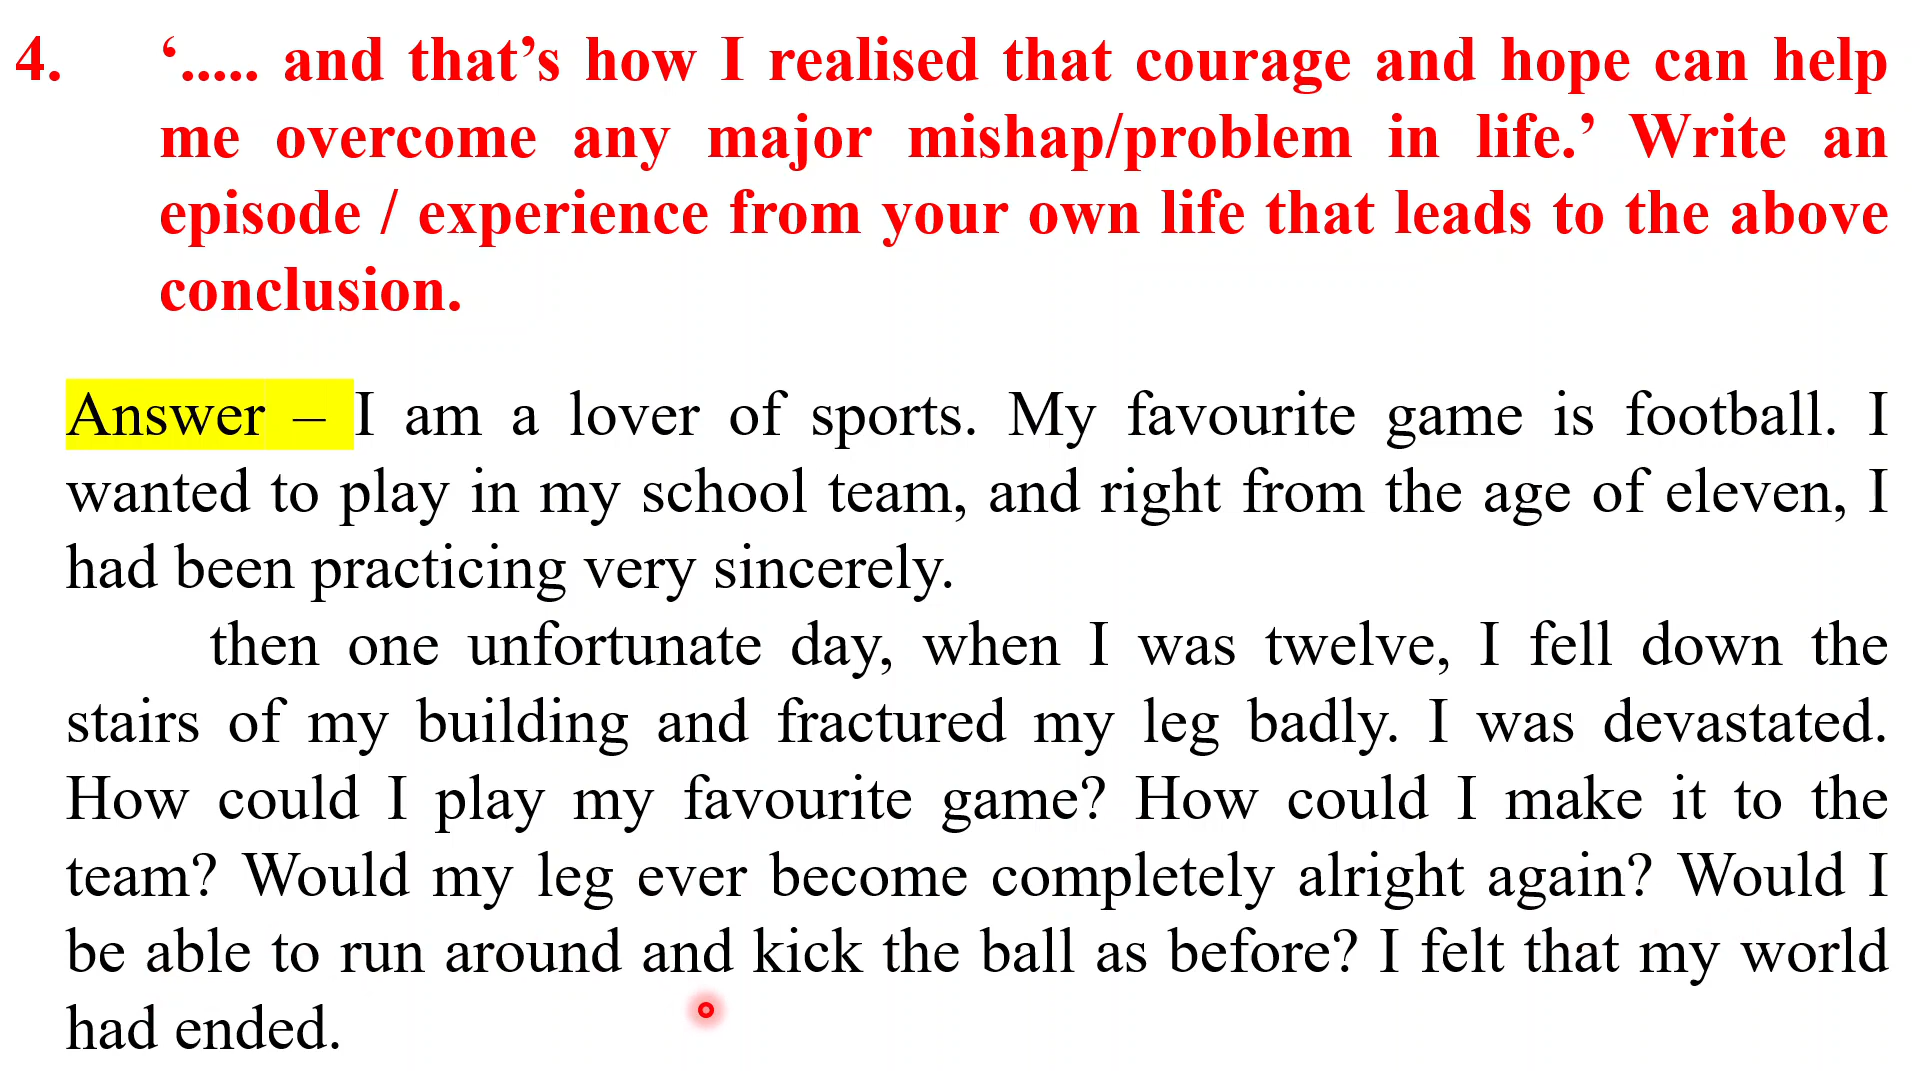 4. ‘..... and that’s how I realised that courage and hope can help
me overcome any major mishap/problem in life.’ Write an
episode / experience from your own life that leads to the above
conclusion.
Answer – I am a lover of sports. My favourite game is football. I
wanted to play in my school team, and right from the age of eleven, I
had been practicing very sincerely.
then one unfortunate day, when I was twelve, I fell down the
stairs of my building and fractured my leg badly. I was devastated.
How could I play my favourite game? How could I make it to the
team? Would my leg ever become completely alright again? Would I
be able to run around and kick the ball as before? I felt that my world
had ended.